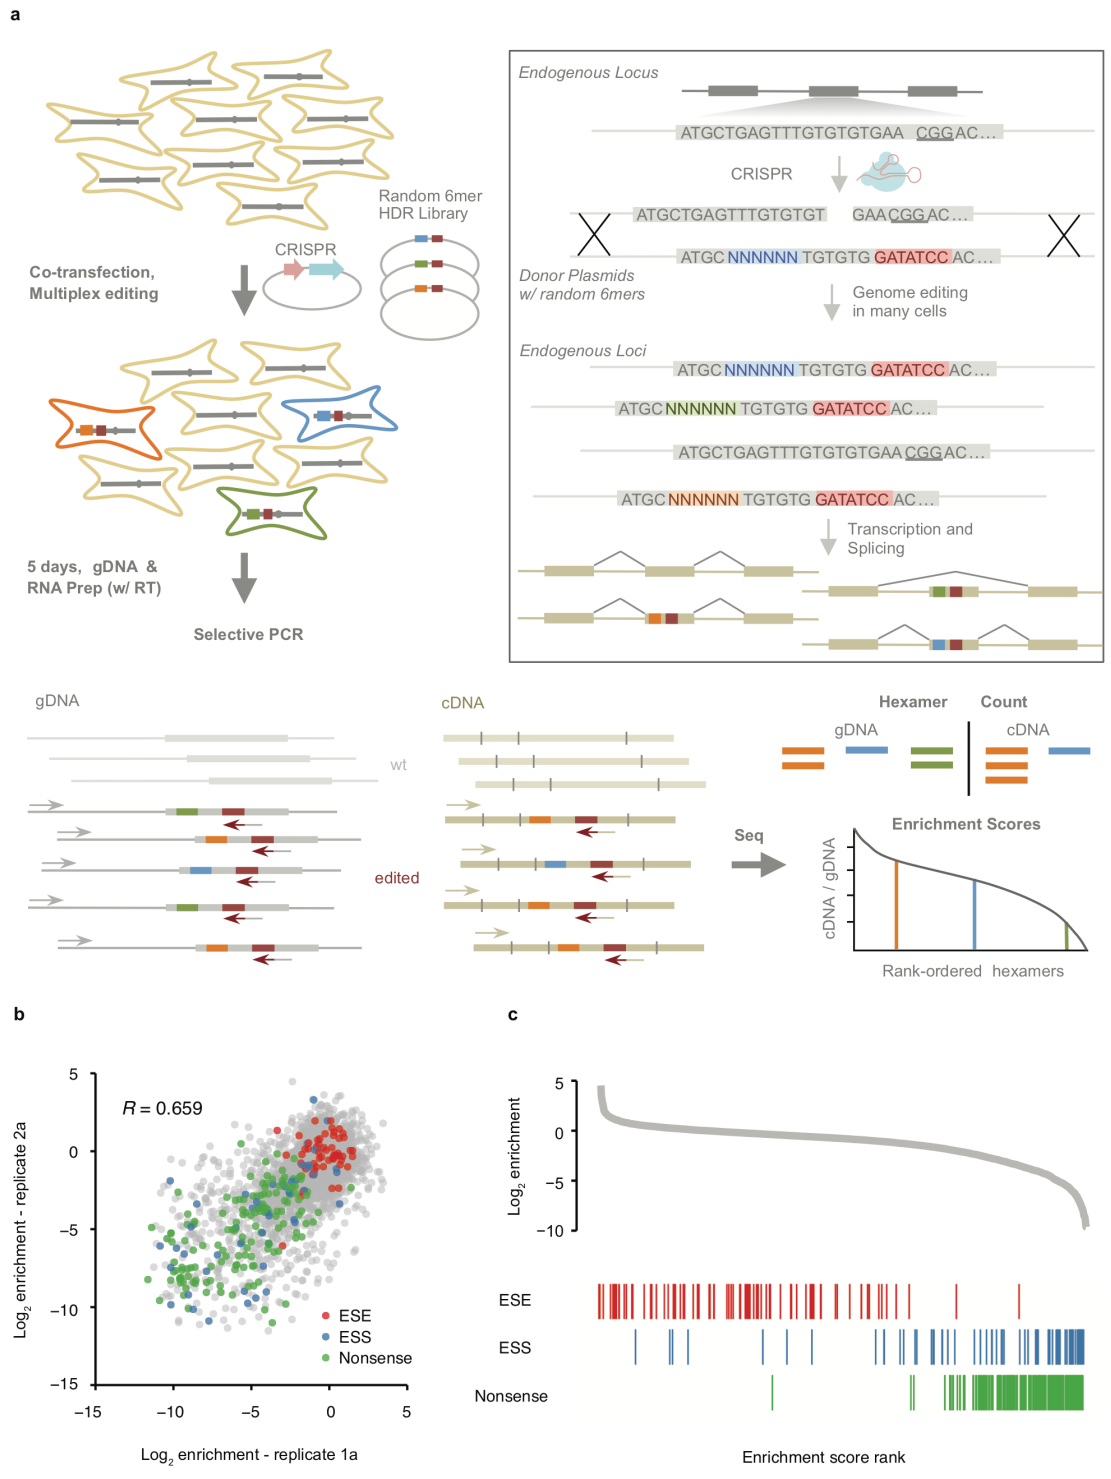 a
Endogenous Locus
ATGCTGAGTTTGTGTGTGAA CGGAC...
CRISPR
ATGCTGAGTTTGTGTGT GAACGGAC...
ATGC NNNNNN TGTGTG GATATCC AC...
Donor Plasmids
w/ random 6mers
Genome editing
in many cells
Endogenous Loci
ATGC NNNNNN TGTGTG GATATCC AC...
ATGC NNNNNN TGTGTG GATATCC AC...
ATGCTGAGTTTGTGTGTGAA CGGAC...
ATGC NNNNNN TGTGTG GATATCC AC...
Transcription and
Splicing
Random 6mer
HDR Library
CRISPR
Co-transfection,
Multiplex editing
5 days, gDNA &
RNA Prep (w/ RT)
Selective PCR
gDNA
wt
edited
cDNA
Seq
Hexamer Count
gDNA cDNA
Enrichment Scores
cDNA / gDNA
Rank-ordered hexamers
b
Log2 enrichment - replicate 2a
5
0
−5
−10
−15
R = 0.659
ESE
ESS
Nonsense
−15 −10 −5 0 5
Log2 enrichment - replicate 1a
c
Log2 enrichment
5
0
−5
−10
ESE
ESS
Nonsense
Enrichment score rank